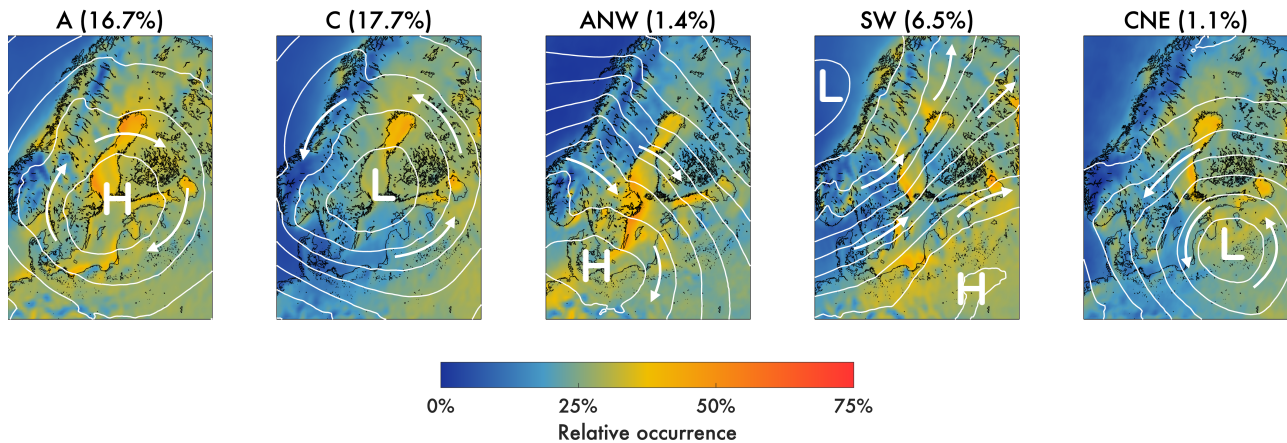 A (16.7%)
C (17.7%)
ANW (1.4%)
SW (6.5%)
CNE (1.1%)
H
L
H
L
H
L
0%
25%
50%
75%
Relative occurrence